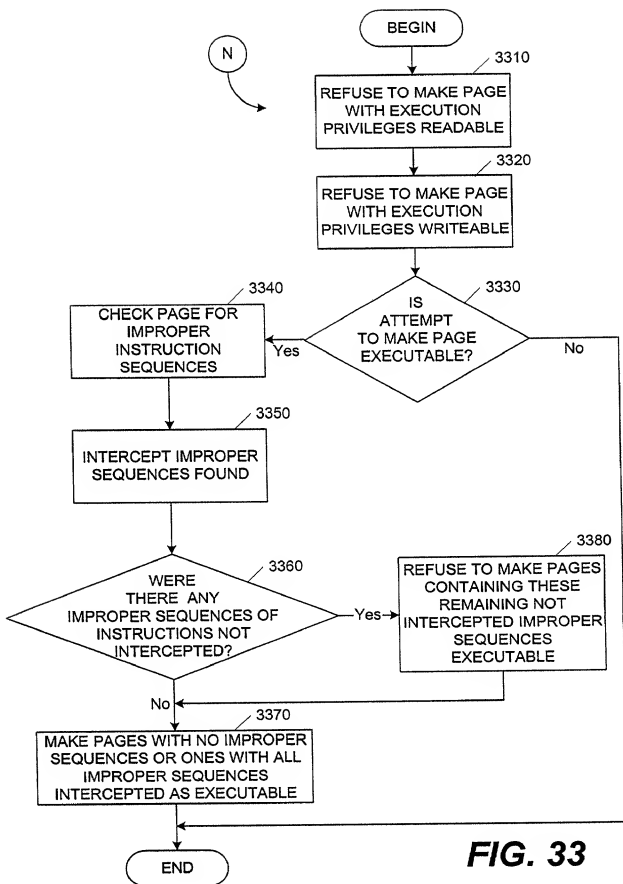 BEGIN
N
3310
REFUSE TO MAKE PAGE
WITH EXECUTION
PRIVILEGES READABLE
3320
REFUSE TO MAKE PAGE
WITH EXECUTION
PRIVILEGES WRITEABLE
3330
IS
ATTEMPT
TO MAKE PAGE
EXECUTABLE?
Yes
No
3340
CHECK PAGE FOR
IMPROPER
INSTRUCTION
SEQUENCES
3350
INTERCEPT IMPROPER
SEQUENCES FOUND
3360
WERE
THERE ANY
IMPROPER SEQUENCES OF
INSTRUCTIONS NOT
INTERCEPTED?
Yes
3380
REFUSE TO MAKE PAGES
CONTAINING THESE
REMAINING NOT
INTERCEPTED IMPROPER
SEQUENCES
EXECUTABLE
No
3370
MAKE PAGES WITH NO IMPROPER
SEQUENCES OR ONES WITH ALL
IMPROPER SEQUENCES
INTERCEPTED AS EXECUTABLE
END
FIG. 33